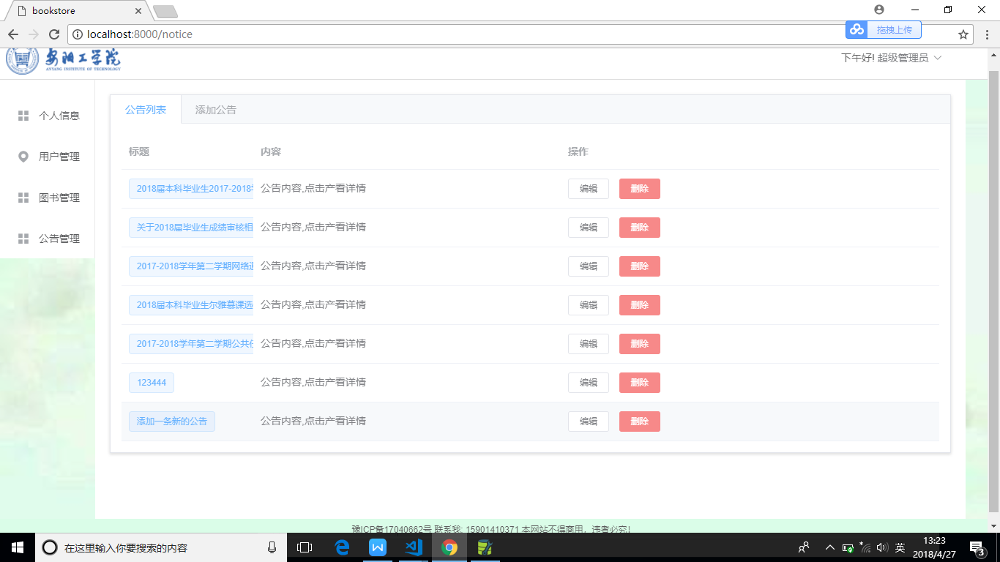 bookstore
localhost:8000/notice
拖拽上传
安阳工学院
ANYANG INSTITUTE OF TECHNOLOGY
下午好! 超级管理员
个人信息
用户管理
图书管理
公告管理
公告列表 添加公告
标题 内容 操作
2018届本科毕业生2017-2018 公告内容,点击产看详情 编辑 删除
关于2018届毕业生成绩审核相 公告内容,点击产看详情 编辑 删除
2017-2018学年第二学期网络 公告内容,点击产看详情 编辑 删除
2018届本科毕业生尔雅慕课选 公告内容,点击产看详情 编辑 删除
2017-2018学年第二学期公共 公告内容,点击产看详情 编辑 删除
123444 公告内容,点击产看详情 编辑 删除
添加一条新的公告 公告内容,点击产看详情 编辑 删除
豫ICP备17040662号 联系我: 15901410371 本网站不得商用，违者必究!
在这里输入你要搜索的内容
英
13:23
2018/4/27
3